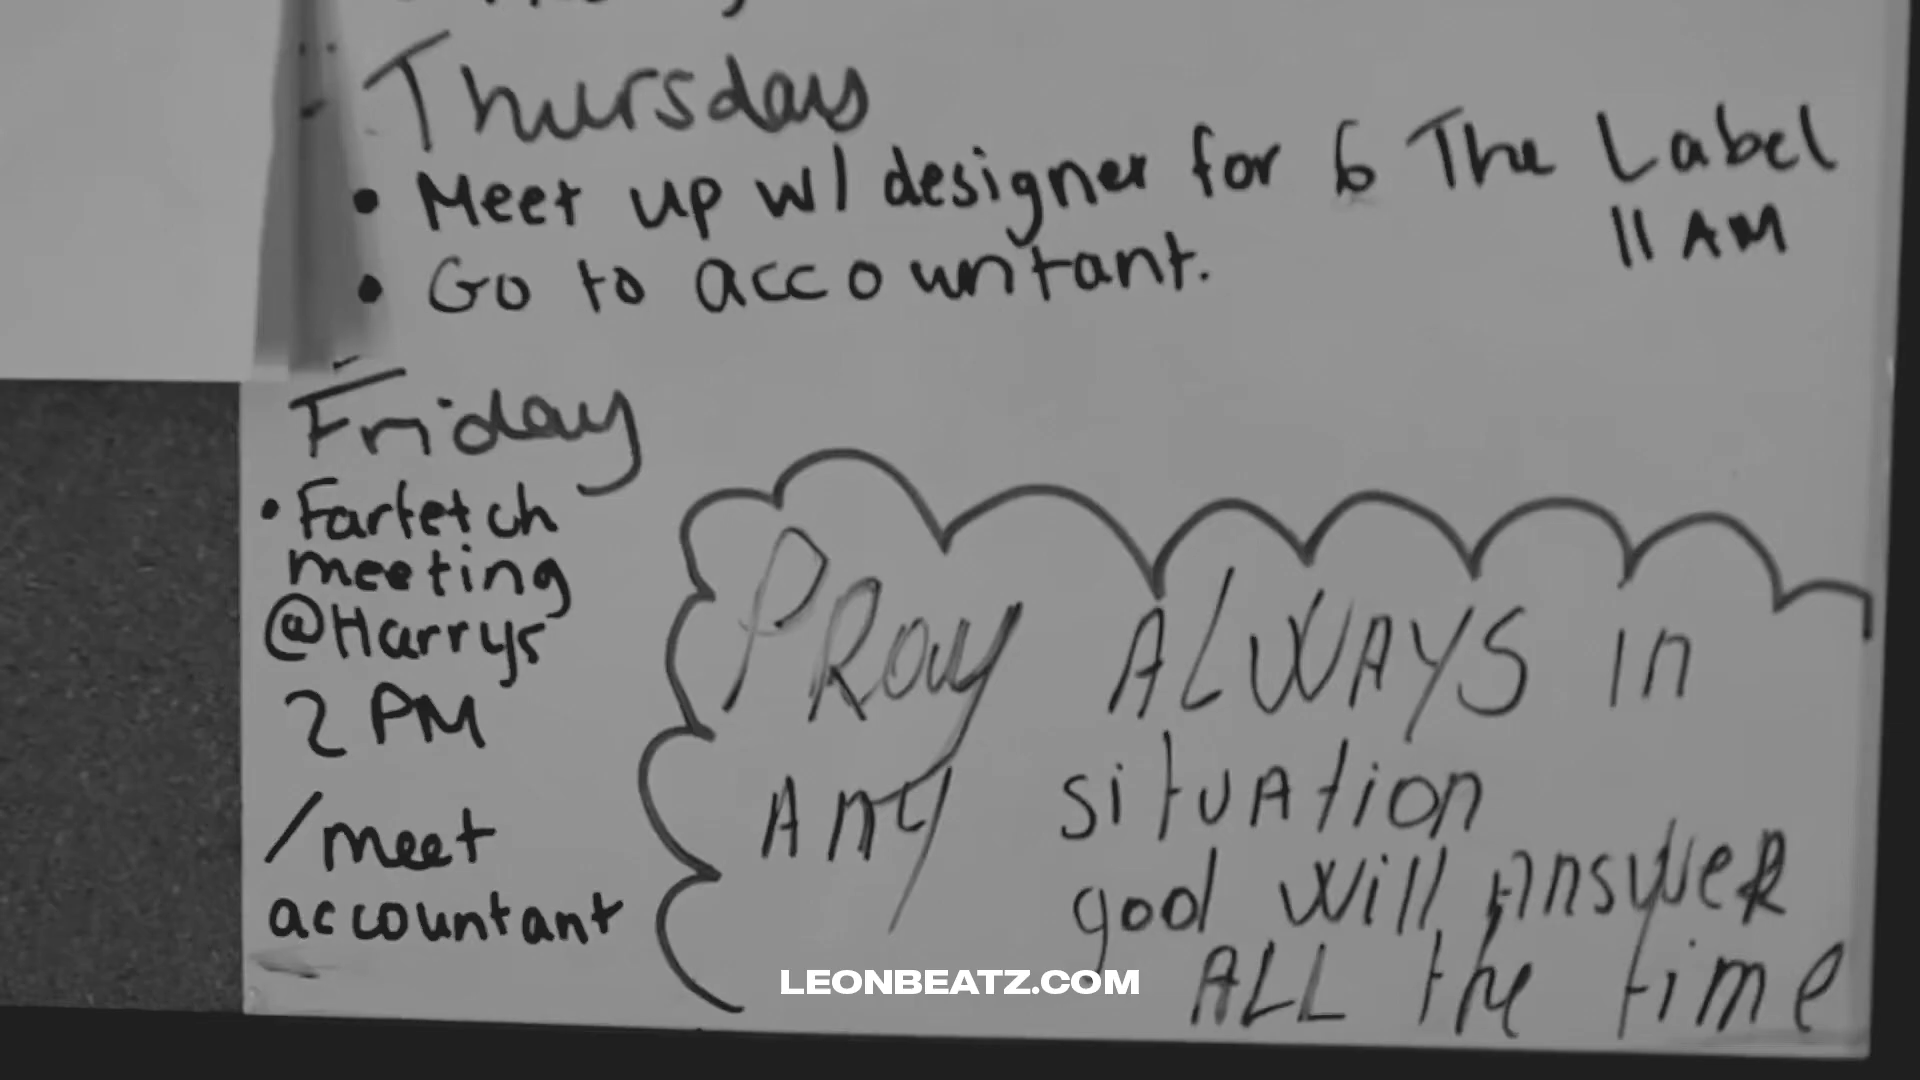 Thursday
• Meet up w/ designer for 6 The Label
11 AM
• Go to accountant.
Friday
• Farfetch
meeting
@Harrys
2 PM
/meet
accountant
PRay ALWAYS in
Any situation
god will AnsweR
ALL the time
LEONBEATZ.COM